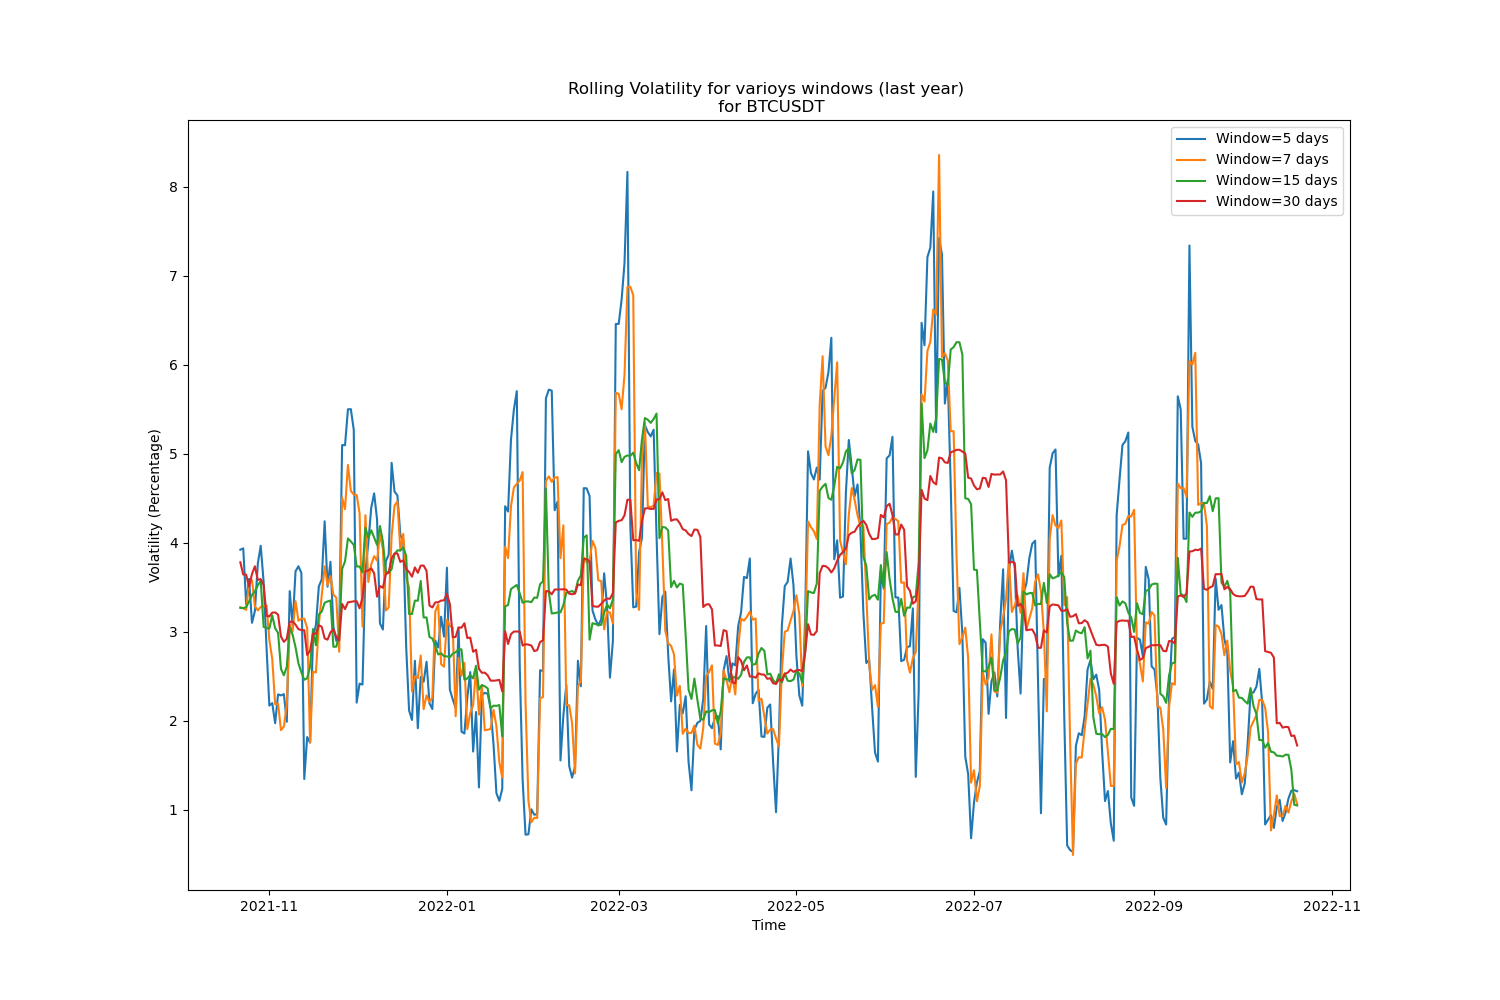 Rolling Volatility for varioys windows (last year)
for BTCUSDT
Window=5 days
Window=7 days
Window=15 days
Window=30 days
Volatility (Percentage)
8
7
6
5
4
3
2
1
2021-11
2022-01
2022-03
2022-05
2022-07
2022-09
2022-11
Time